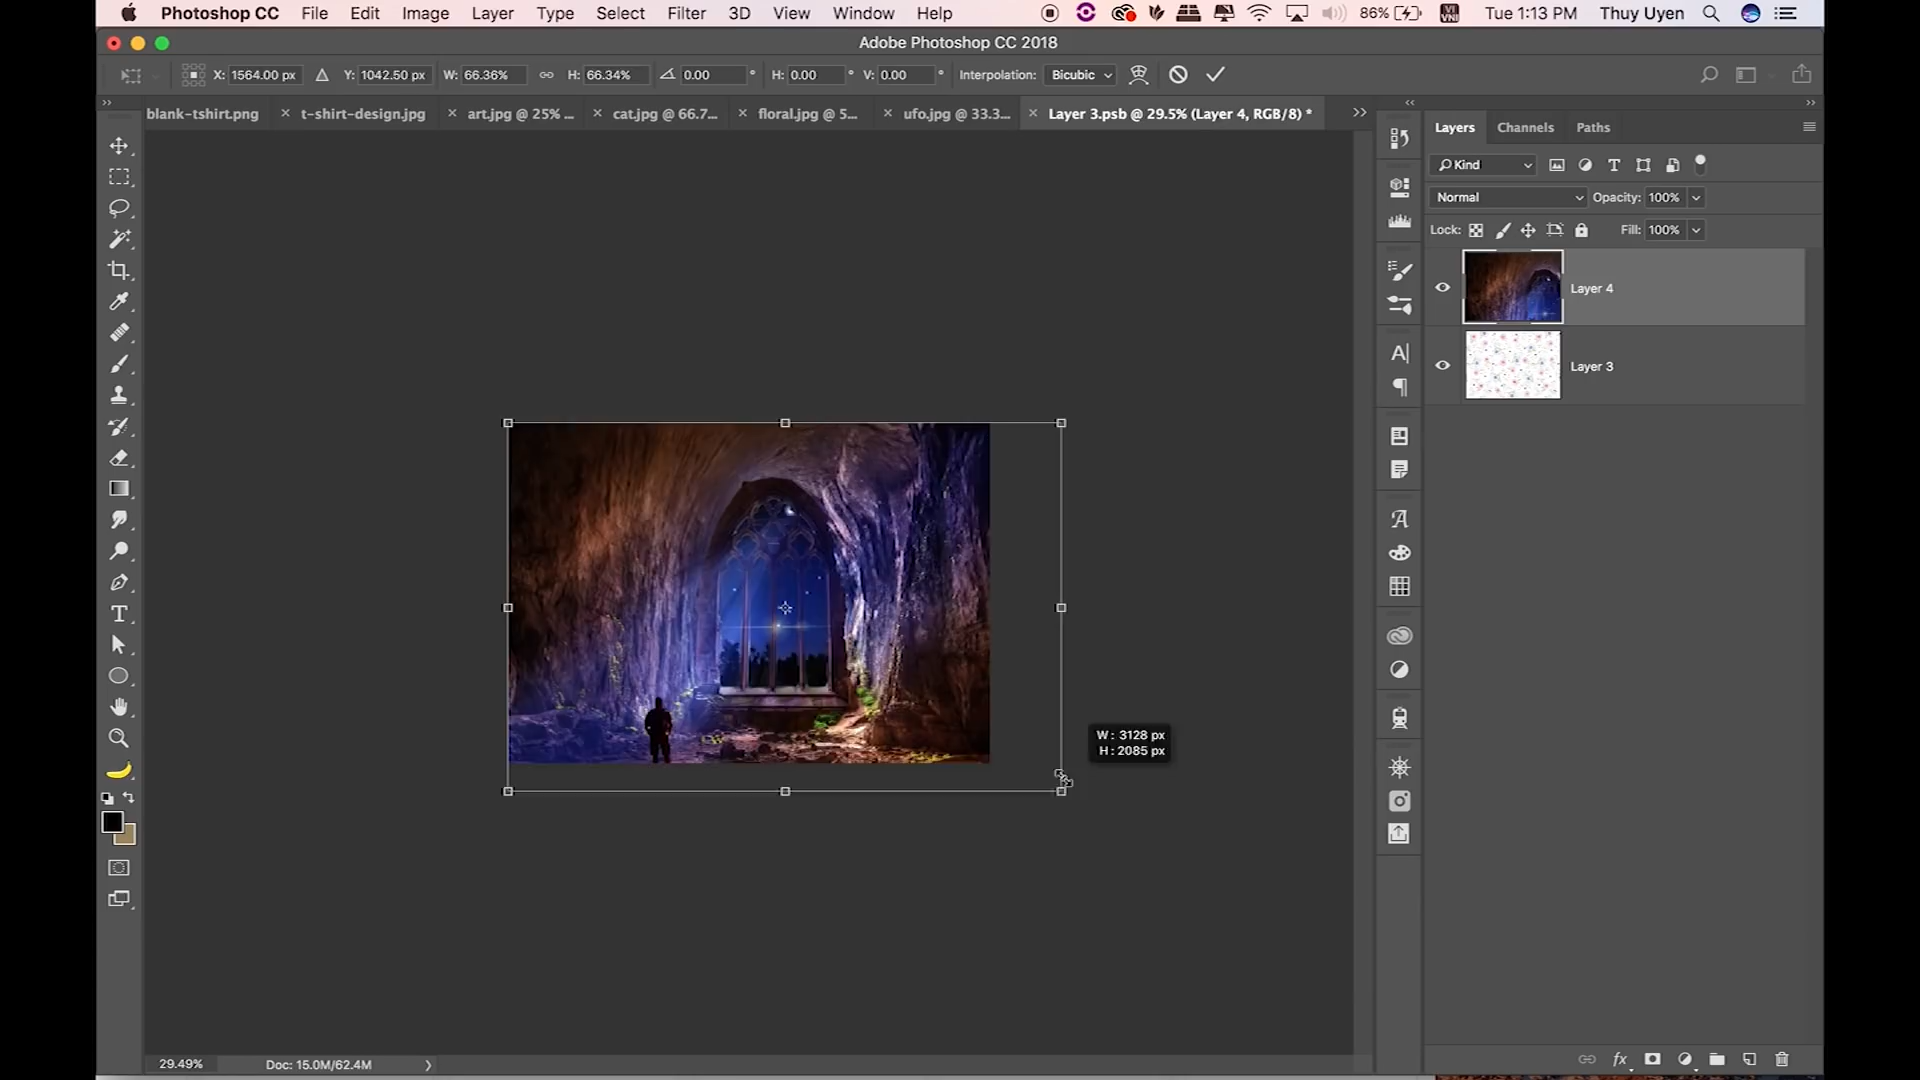 Photoshop CC File Edit Image Layer Type Select Filter 3D View Window Help 86% VI VNI Tue 1:13 PM Thuy Uyen
Adobe Photoshop CC 2018
X: 1564.00 px Y: 1042.50 px W: 66.36% H: 66.34% 0.00 ° H: 0.00 ° V: 0.00 ° Interpolation: Bicubic
blank-tshirt.png × t-shirt-design.jpg × art.jpg @ 25% ... × cat.jpg @ 66.7... × floral.jpg @ 5... × ufo.jpg @ 33.3... × Layer 3.psb @ 29.5% (Layer 4, RGB/8) *
Layers Channels Paths
Kind
Normal Opacity: 100%
Lock: Fill: 100%
Layer 4
Layer 3
W: 3128 px
H: 2085 px
29.49% Doc: 15.0M/62.4M